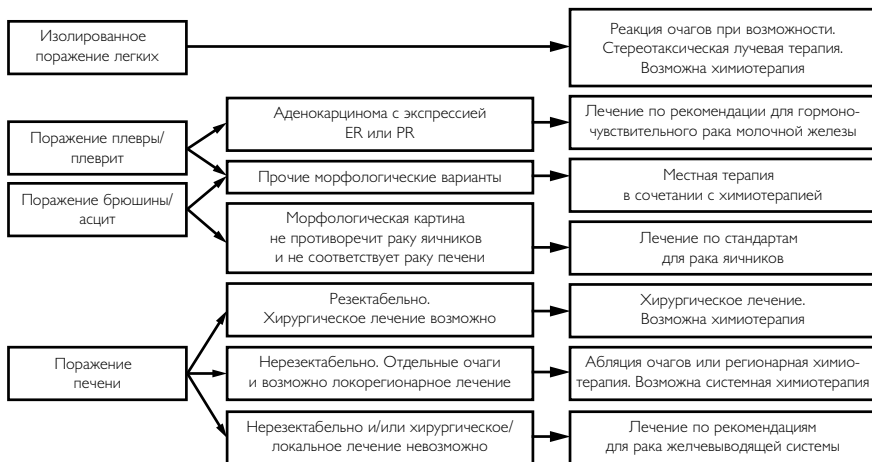 Изолированное
поражение легких
Реакция очагов при возможности.
Стереотаксическая лучевая терапия.
Возможна химиотерапия
Поражение плевры/
плеврит
Аденокарцинома с экспрессией
ER или PR
Лечение по рекомендации для гормоно-
чувствительного рака молочной железы
Прочие морфологические варианты
Местная терапия
в сочетании с химиотерапией
Поражение брюшины/
асцит
Морфологическая картина
не противоречит раку яичников
и не соответствует раку печени
Лечение по стандартам
для рака яичников
Поражение
печени
Резектабельно.
Хирургическое лечение возможно
Хирургическое лечение.
Возможна химиотерапия
Нерезектабельно. Отдельные очаги
и возможно локорегионарное лечение
Абляция очагов или регионарная химио-
терапия. Возможна системная химиотерапия
Нерезектабельно и/или хирургическое/
локальное лечение невозможно
Лечение по рекомендациям
для рака желчевыводящей системы